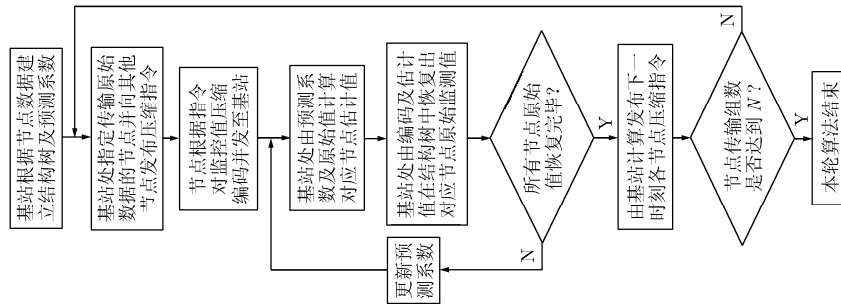 基站根据节点数据建
立结构树及预测系数
基站处指定传输原始
数据的节点并向其他
节点发布压缩指令
节点根据指令
对监控值压缩
编码并发至基站
基站处由预测系
数及原始值计算
对应节点估计值
基站处由编码及估计
值在结构树中恢复出
对应节点原始监测值
所有节点原始
值恢复完毕?
N
更新预
测系数
Y
由基站计算发布下一
时刻各节点压缩指令
节点传输组数
是否达到N?
N
Y
本轮算法结束